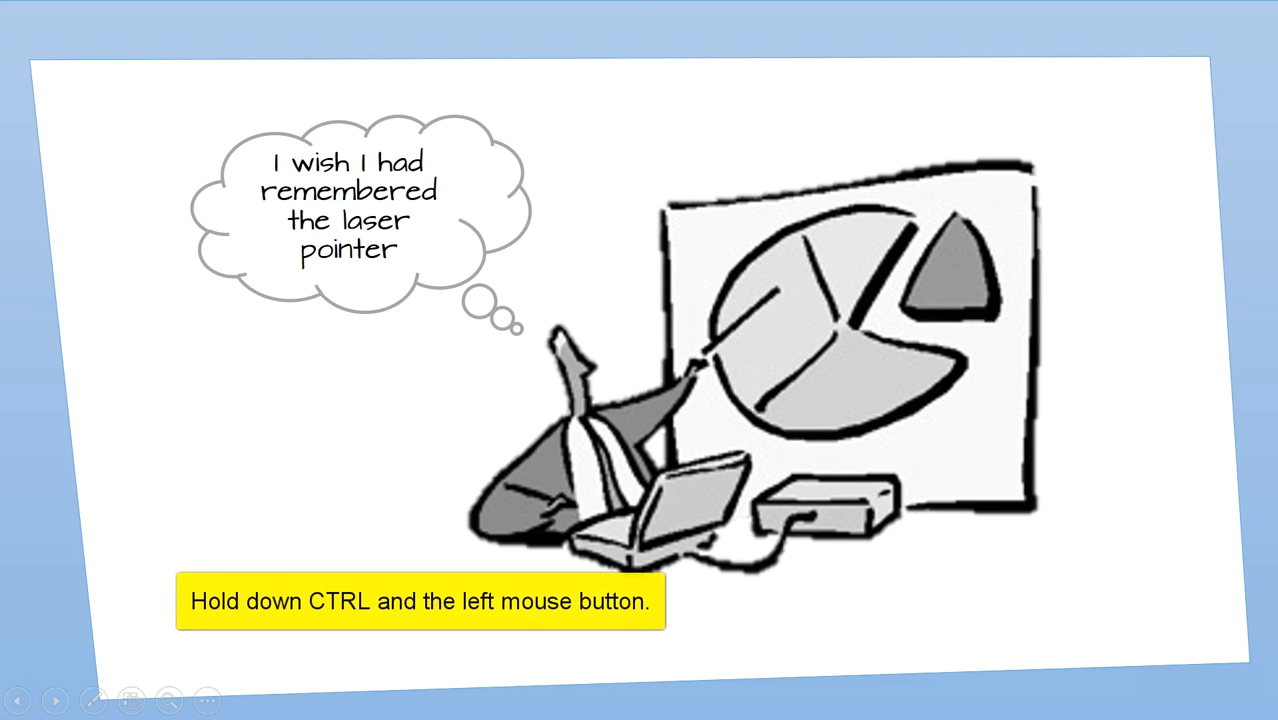 I wish I had
remembered
the laser
pointer
Hold down CTRL and the left mouse button.